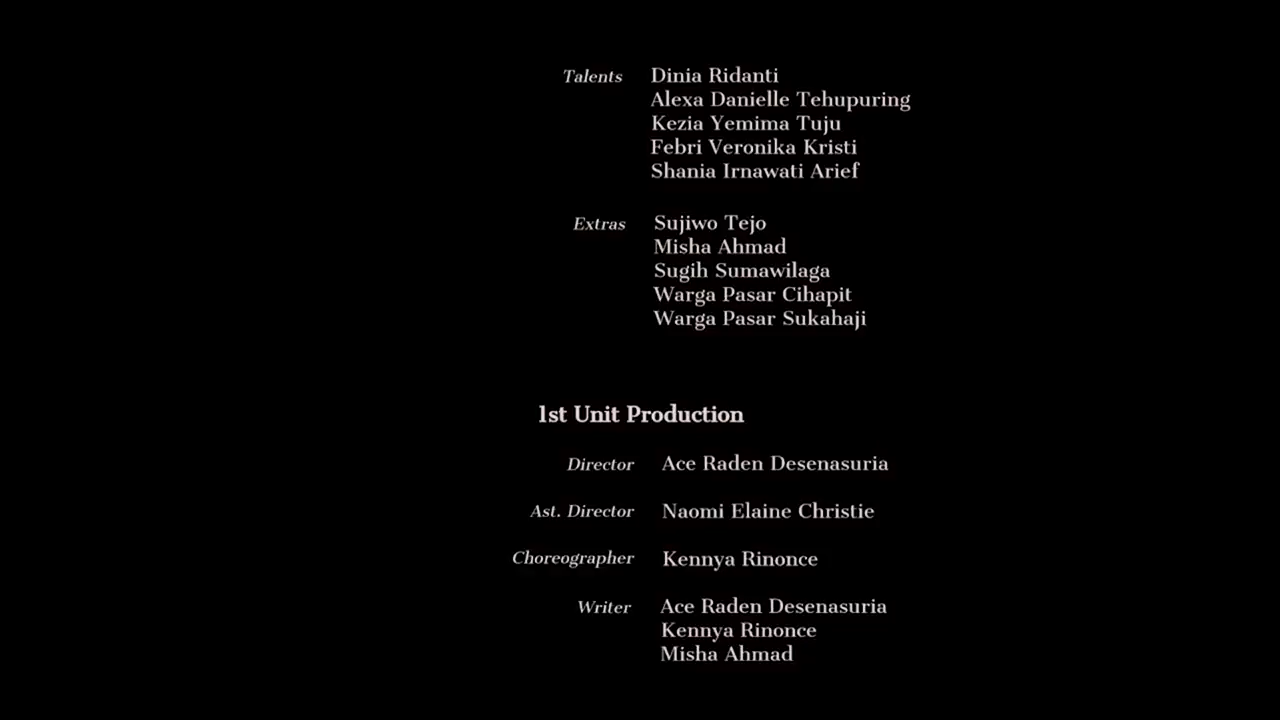 Talents Dinia Ridanti
Alexa Danielle Tehupuring
Kezia Yemima Tuju
Febri Veronika Kristi
Shania Irnawati Arief
Extras Sujiwo Tejo
Misha Ahmad
Sugih Sumawilaga
Warga Pasar Cihapit
Warga Pasar Sukahaji
1st Unit Production
Director Ace Raden Desenasuria
Ast. Director Naomi Elaine Christie
Choreographer Kennya Rinonce
Writer Ace Raden Desenasuria
Kennya Rinonce
Misha Ahmad